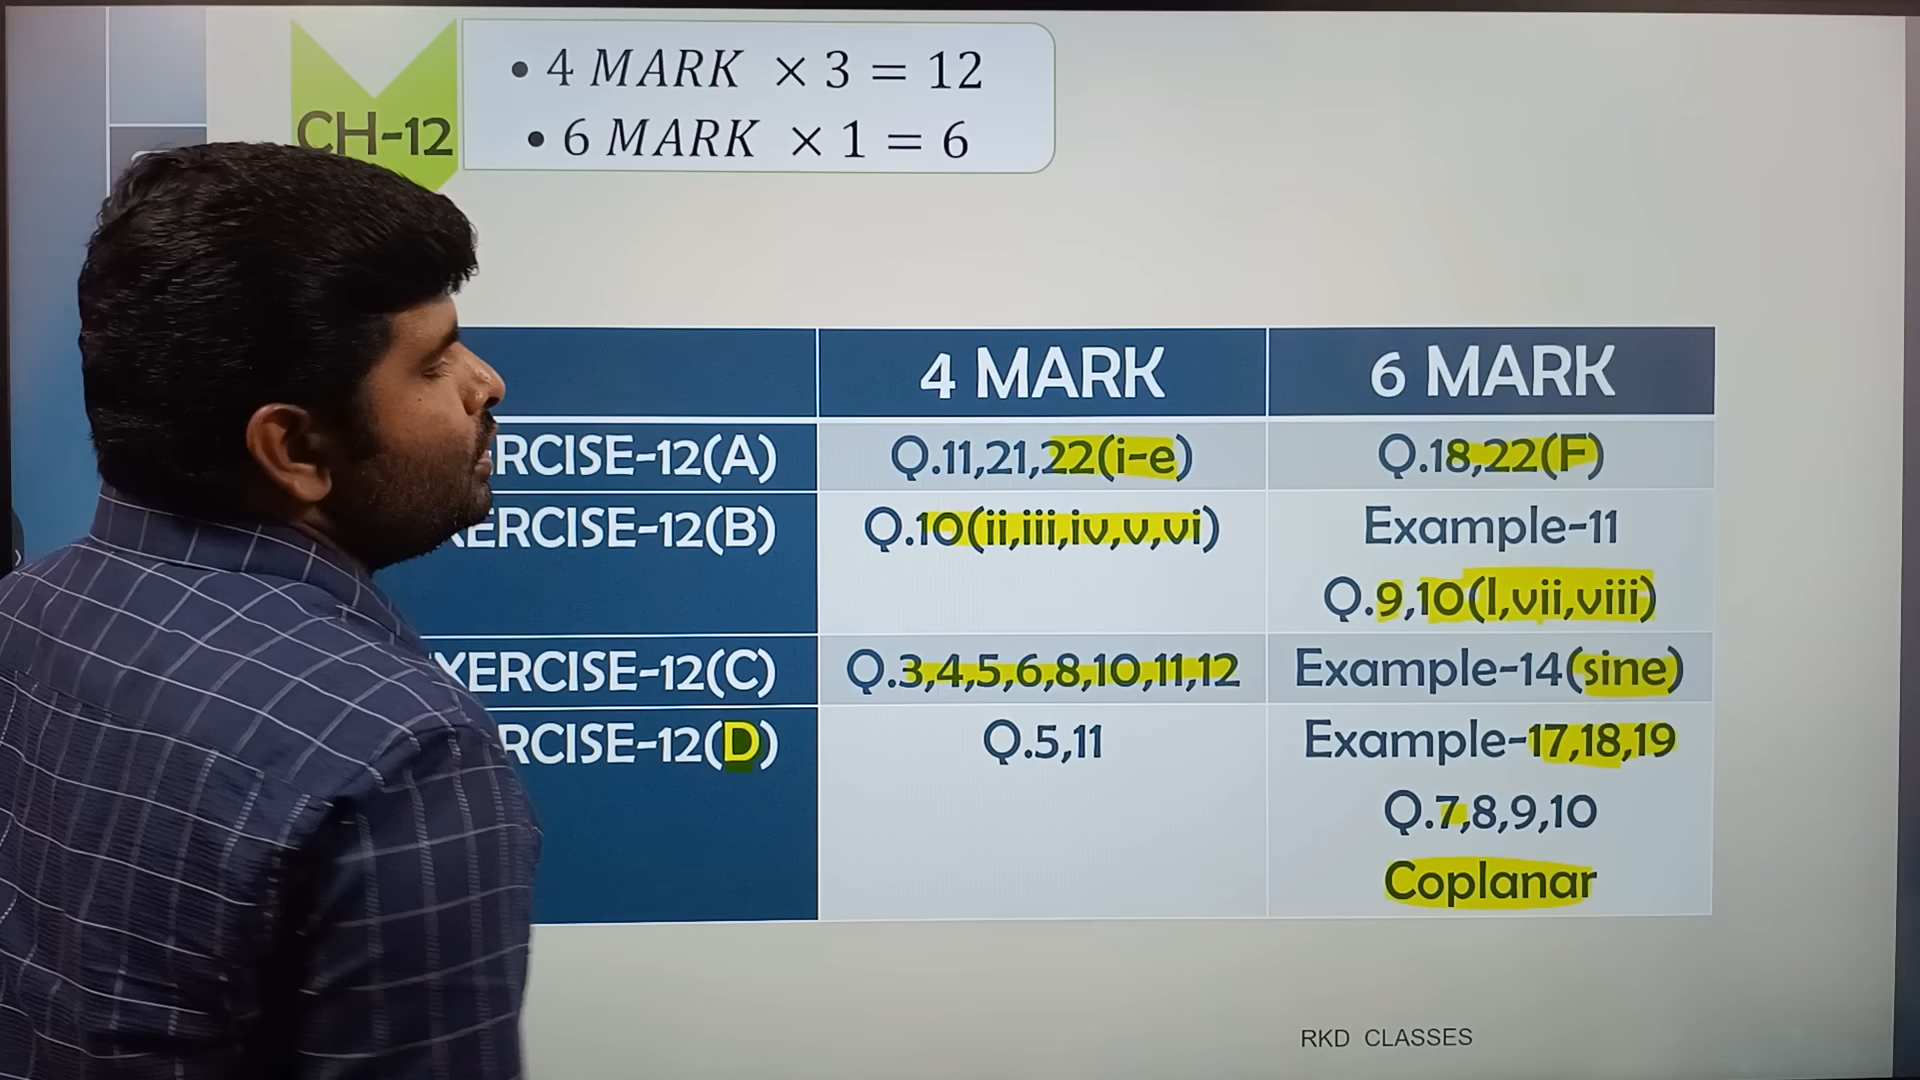 CH-12
• 4 MARK × 3 = 12
• 6 MARK × 1 = 6
4 MARK 6 MARK
RCISE-12(A) Q.11,21,22(i-e) Q.18,22(F)
ERCISE-12(B) Q.10(ii,iii,iv,v,vi) Example-11
Q.9,10(l,vii,viii)
XERCISE-12(C) Q.3,4,5,6,8,10,11,12 Example-14(sine)
RCISE-12(D) Q.5,11 Example-17,18,19
Q.7,8,9,10
Coplanar
RKD CLASSES